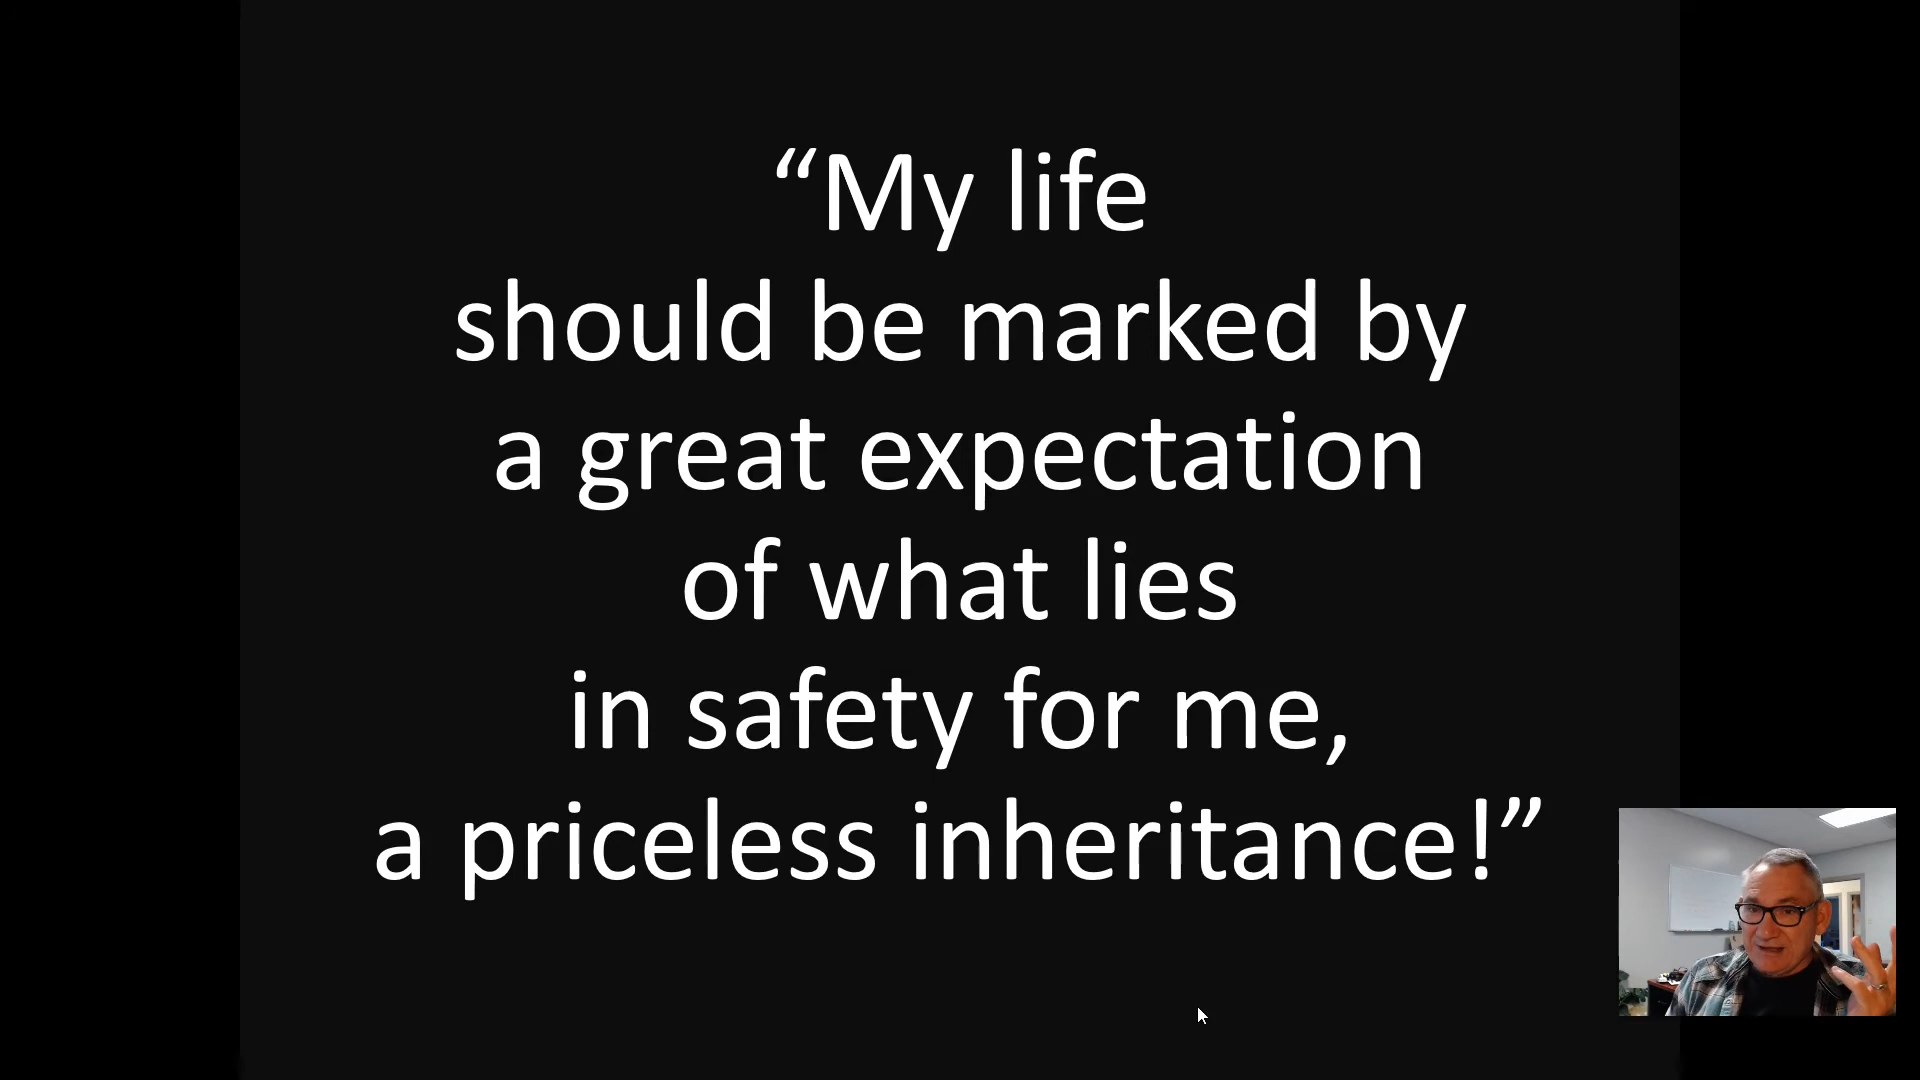 “My life
should be marked by
a great expectation
of what lies
in safety for me,
a priceless inheritance!”